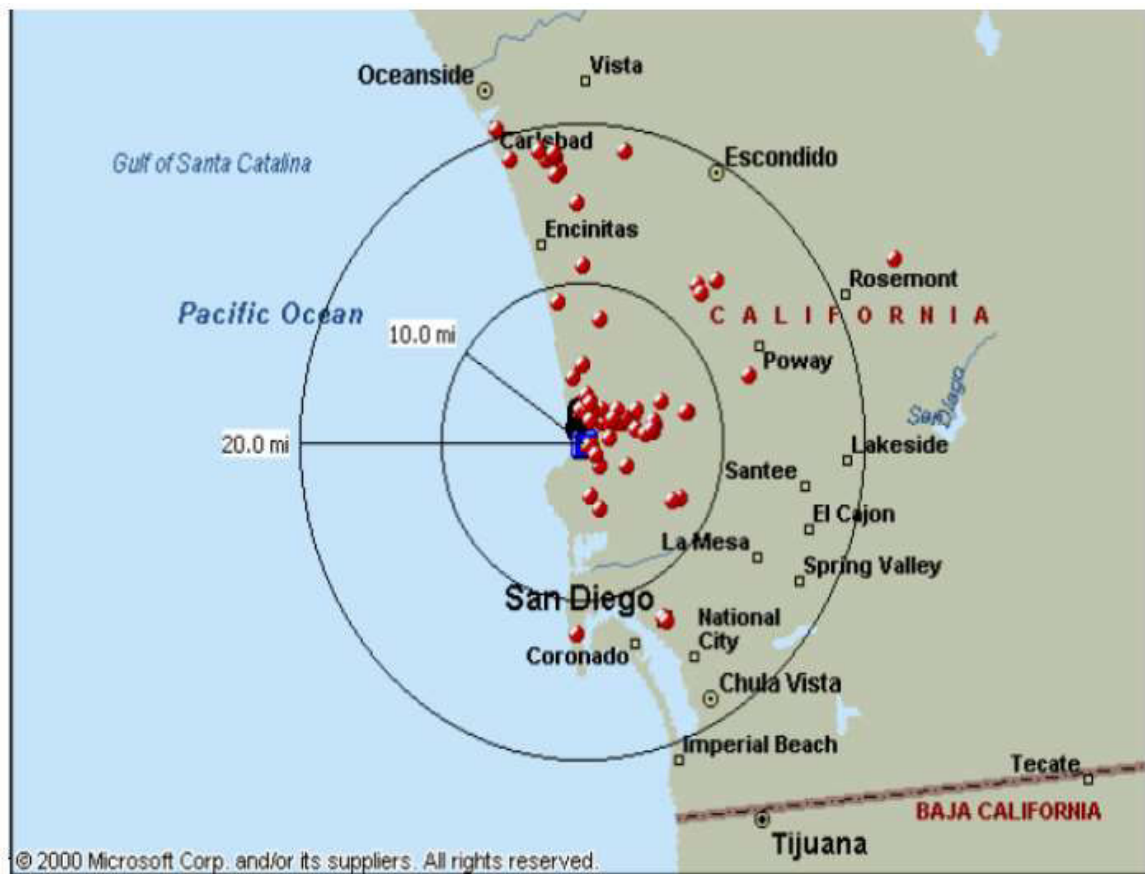 Vista
Oceanside
Carlsbad
Gulf of Santa Catalina
Escondido
Encinitas
Rosemont
Pacific Ocean
CALIFORNIA
10.0 mi
Poway
San Diego
20.0 mi
Lakeside
Santee
El Cajon
La Mesa
Spring Valley
San Diego
National
City
Coronado
Chula Vista
Imperial Beach
Tecate
BAJA CALIFORNIA
Tijuana
© 2000 Microsoft Corp. and/or its suppliers. All rights reserved.